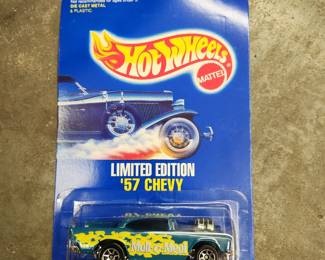 DIE CAST METAL
& PLASTIC.
Hot Wheels
MATTEL
LIMITED EDITION
'57 CHEVY